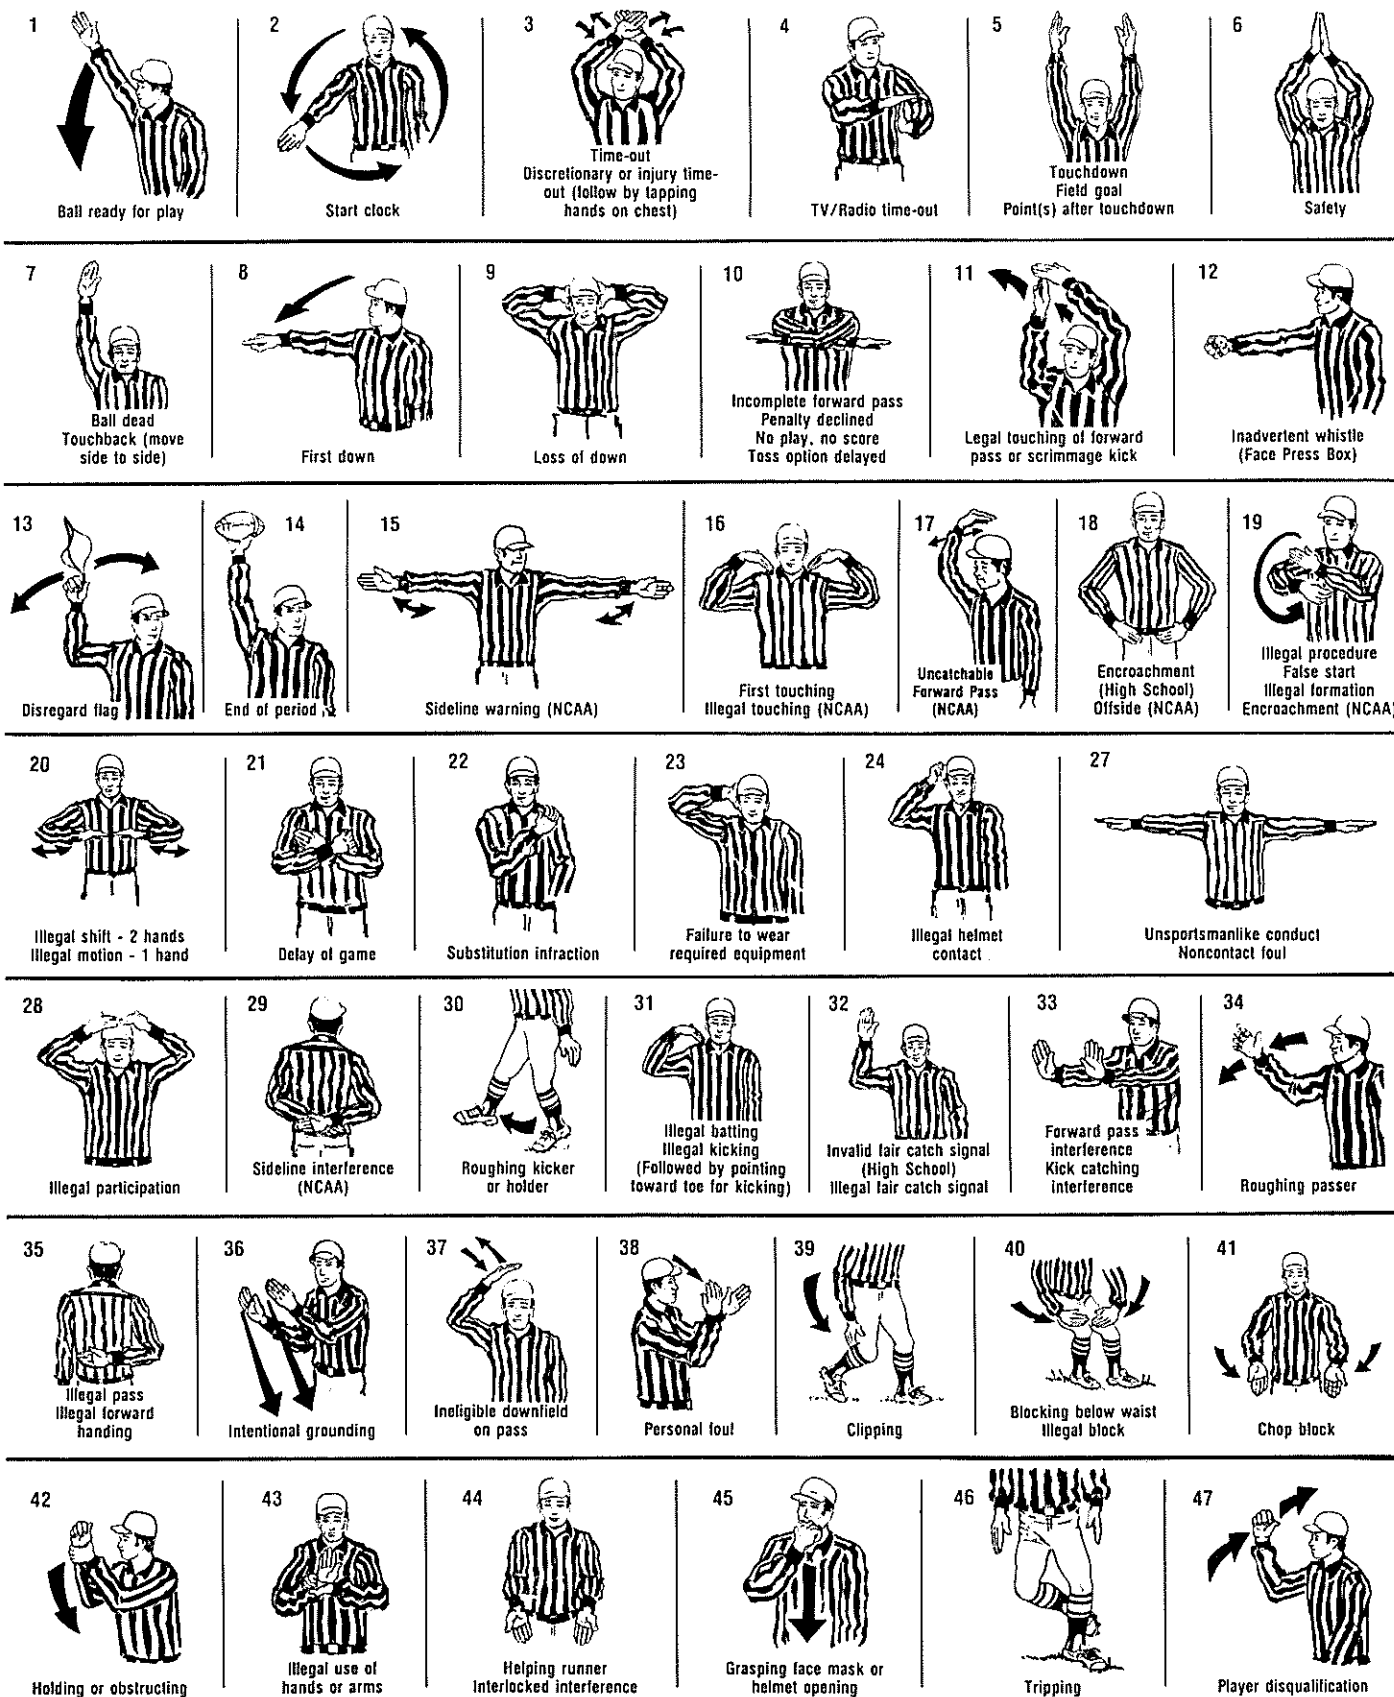 1
Ball ready for play
2
Start clock
3
Time-out
Discretionary or injury time-
out (follow by tapping
hands on chest)
4
TV/Radio time-out
5
Touchdown
Field goal
Point(s) after touchdown
6
Safety
7
Ball dead
Touchback (move
side to side)
8
First down
9
Loss of down
10
Incomplete forward pass
Penalty declined
No play, no score
Toss option delayed
11
Legal touching of forward
pass or scrimmage kick
12
Inadvertent whistle
(Face Press Box)
13
Disregard flag
14
End of period
15
Sideline warning (NCAA)
16
First touching
Illegal touching (NCAA)
17
Uncatchable
Forward Pass
(NCAA)
18
Encroachment
(High School)
Offside (NCAA)
19
Illegal procedure
False start
Illegal formation
Encroachment (NCAA)
20
Illegal shift - 2 hands
Illegal motion - 1 hand
21
Delay of game
22
Substitution infraction
23
Failure to wear
required equipment
24
Illegal helmet
contact
27
Unsportsmanlike conduct
Noncontact foul
28
Illegal participation
29
Sideline interference
(NCAA)
30
Roughing kicker
or holder
31
Illegal batting
Illegal kicking
(Followed by pointing
toward toe for kicking)
32
Invalid fair catch signal
(High School)
Illegal fair catch signal
33
Forward pass
interference
Kick catching
interference
34
Roughing passer
35
Illegal pass
Illegal forward
handing
36
Intentional grounding
37
Ineligible downfield
on pass
38
Personal foul
39
Clipping
40
Blocking below waist
Illegal block
41
Chop block
42
Holding or obstructing
43
Illegal use of
hands or arms
44
Helping runner
Interlocked interference
45
Grasping face mask or
helmet opening
46
Tripping
47
Player disqualification